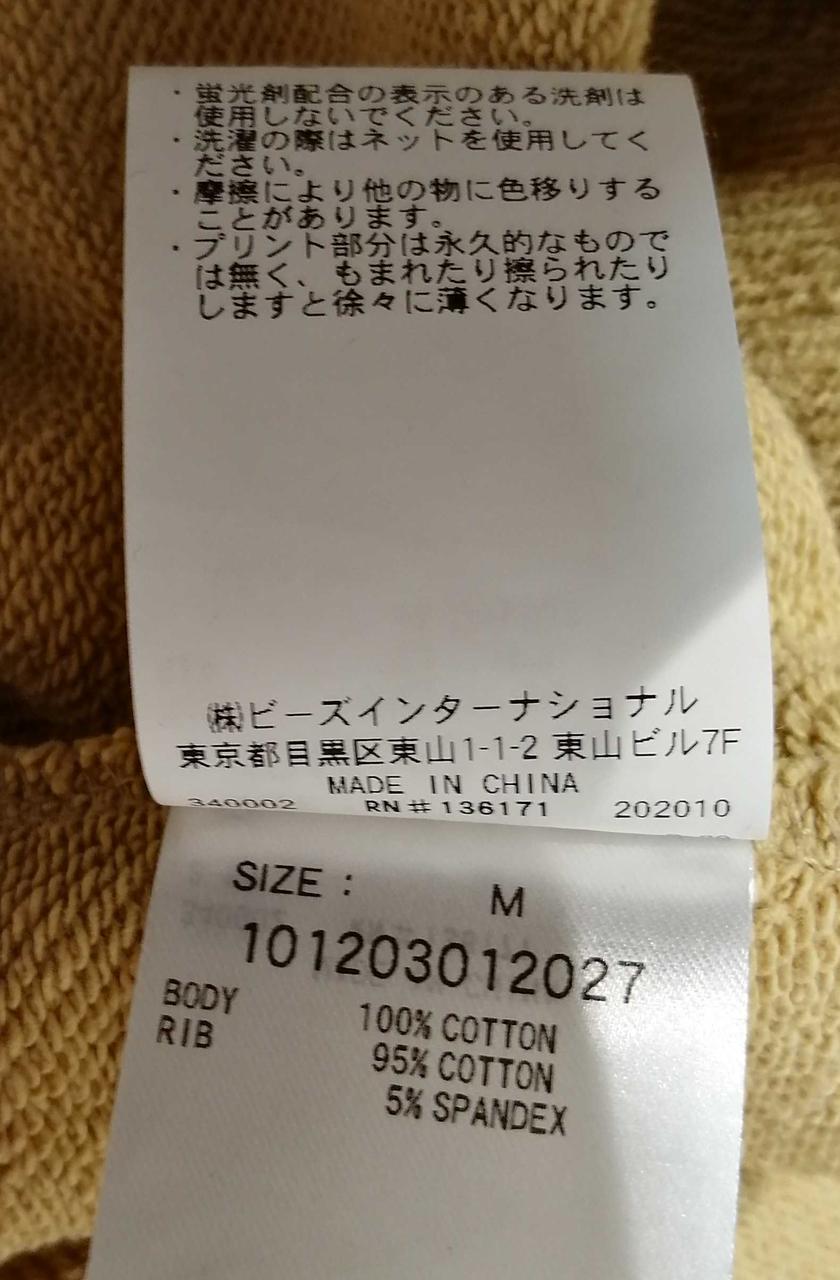 ・蛍光剤配合の表示のある洗剤は
使用しないでください。
・洗濯の際はネットを使用してく
ださい。
・摩擦により他の物に色移りする
ことがあります。
・プリント部分は永久的なもので
は無く、もまれたり擦られたり
しますと徐々に薄くなります。
㈱ビーズインターナショナル
東京都目黒区東山1-1-2 東山ビル7F
MADE IN CHINA
340002 RN # 136171 202010
SIZE : M
101203012027
BODY 100% COTTON
RIB 95% COTTON
5% SPANDEX